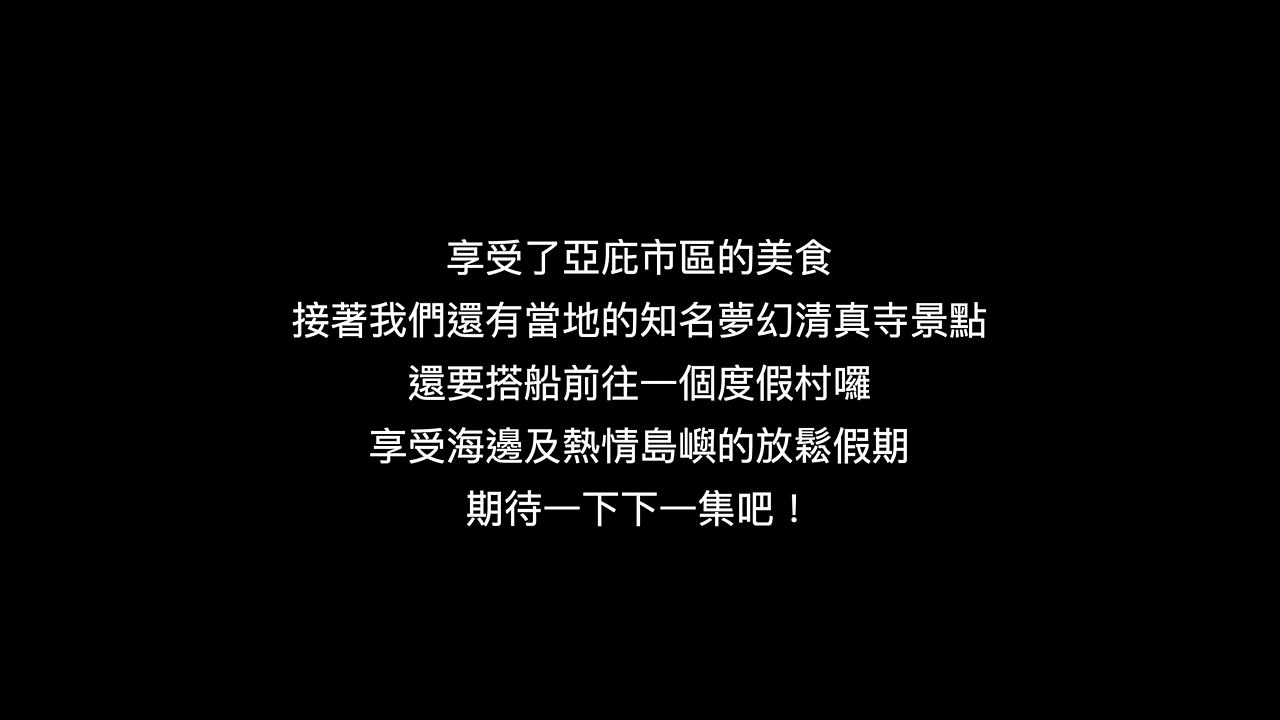 享受了亞庇市區的美食
接著我們還有當地的知名夢幻清真寺景點
還要搭船前往一個度假村囉
享受海邊及熱情島嶼的放鬆假期
期待一下下一集吧！